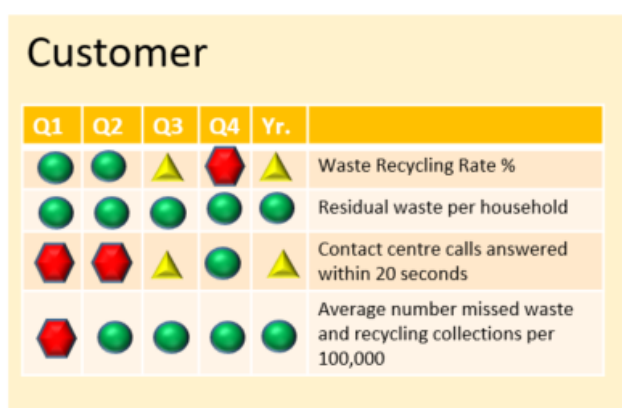 Customer
Q1 Q2 Q3 Q4 Yr.
Waste Recycling Rate %
Residual waste per household
Contact centre calls answered
within 20 seconds
Average number missed waste
and recycling collections per
100,000